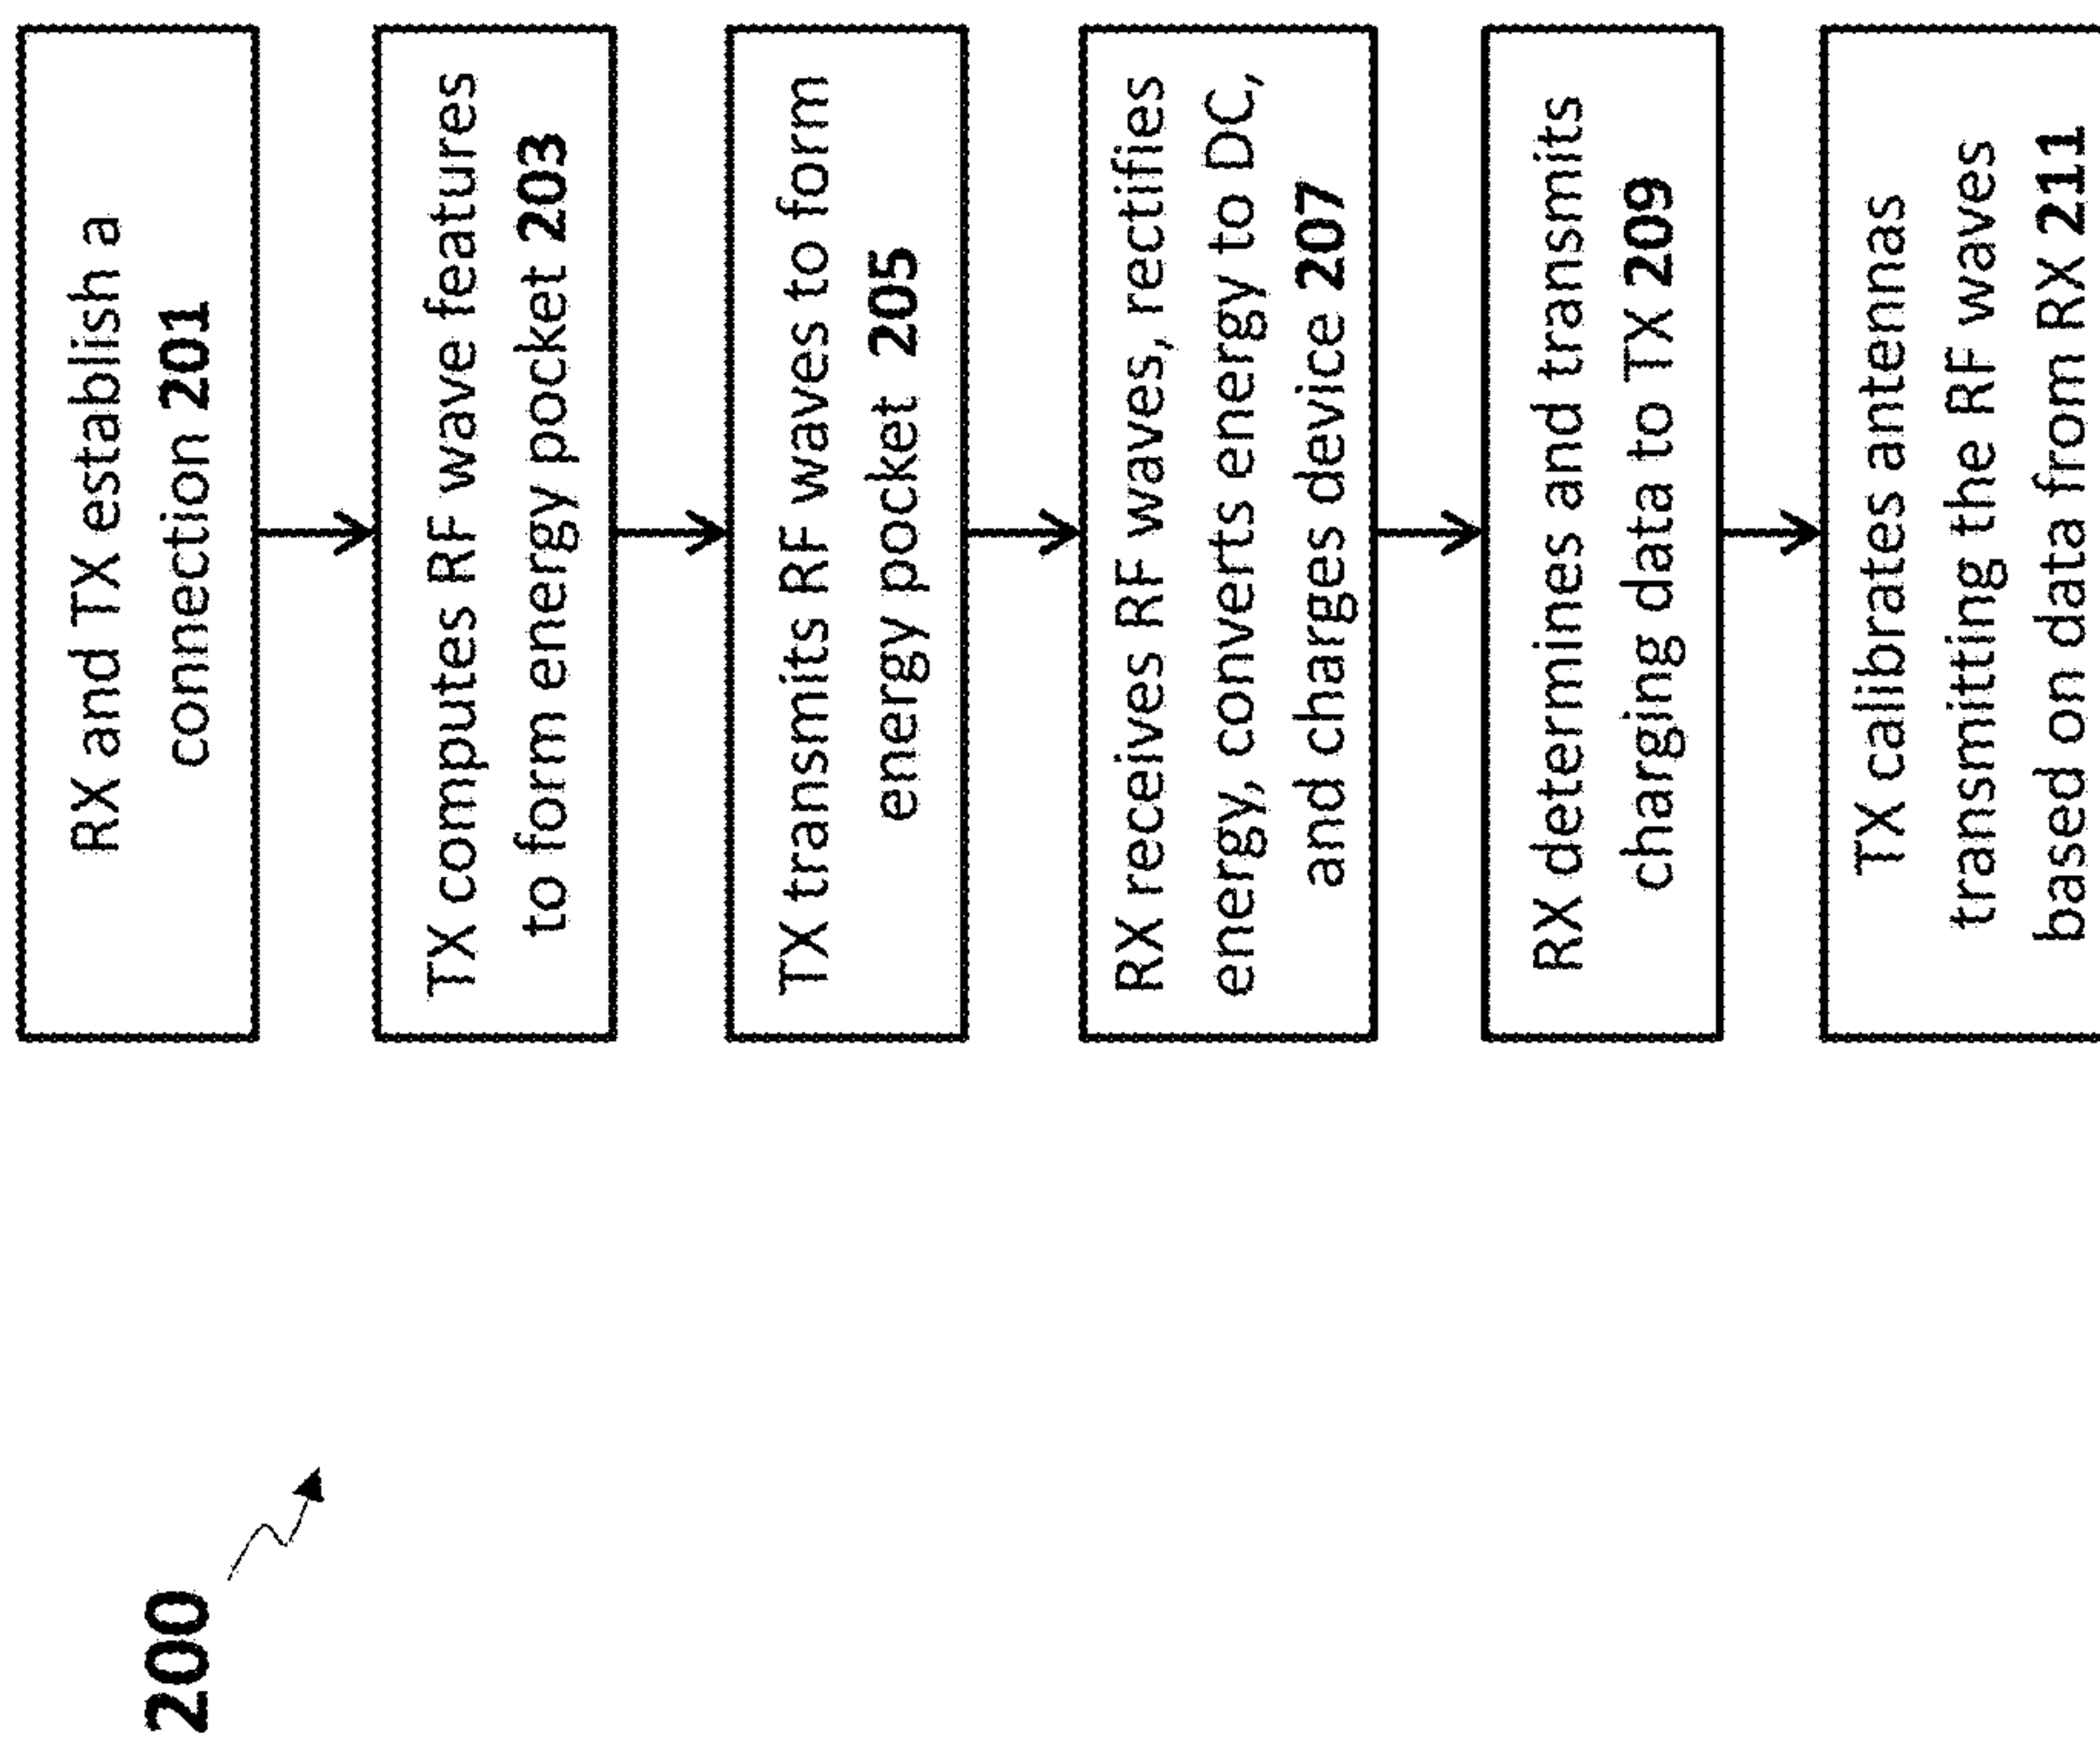 200
RX and TX establish a
connection 201
TX computes RF wave features
to form energy pocket 203
TX transmits RF waves to form
energy pocket 205
RX receives RF waves, rectifies
energy, converts energy to DC,
and charges device 207
RX determines and transmits
charging data to TX 209
TX calibrates antennas
transmitting the RF waves
based on data from RX 211